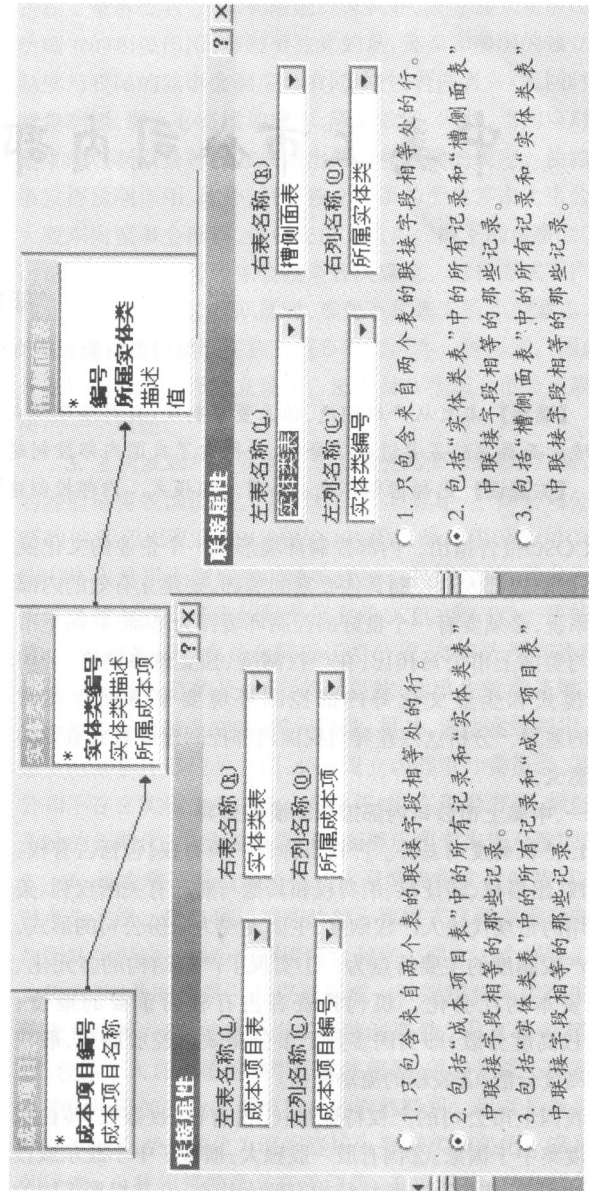 成本项目表
*
成本项目编号
成本项目名称
实体类表
*
实体类编号
实体类描述
所属成本项
槽侧面表
*
编号
所属实体类
描述
值
联接属性
? ×
左表名称(L)
成本项目表
右表名称(R)
实体类表
左列名称(C)
成本项目编号
右列名称(O)
所属成本项
1. 只包含来自两个表的联接字段相等处的行。
2. 包括“成本项目表”中的所有记录和实体类表”
中联接字段相等的那些记录。
3. 包括“实体类表”中的所有记录和“成本项目表”
中联接字段相等的那些记录。
联接属性
? ×
左表名称(L)
实体类表
右表名称(R)
槽侧面表
左列名称(C)
实体类编号
右列名称(O)
所属实体类
1. 只包含来自两个表的联接字段相等处的行。
2. 包括“实体类表”中的所有记录和“槽侧面表”
中联接字段相等的那些记录。
3. 包括“槽侧面表”中的所有记录和“实体类表”
中联接字段相等的那些记录。